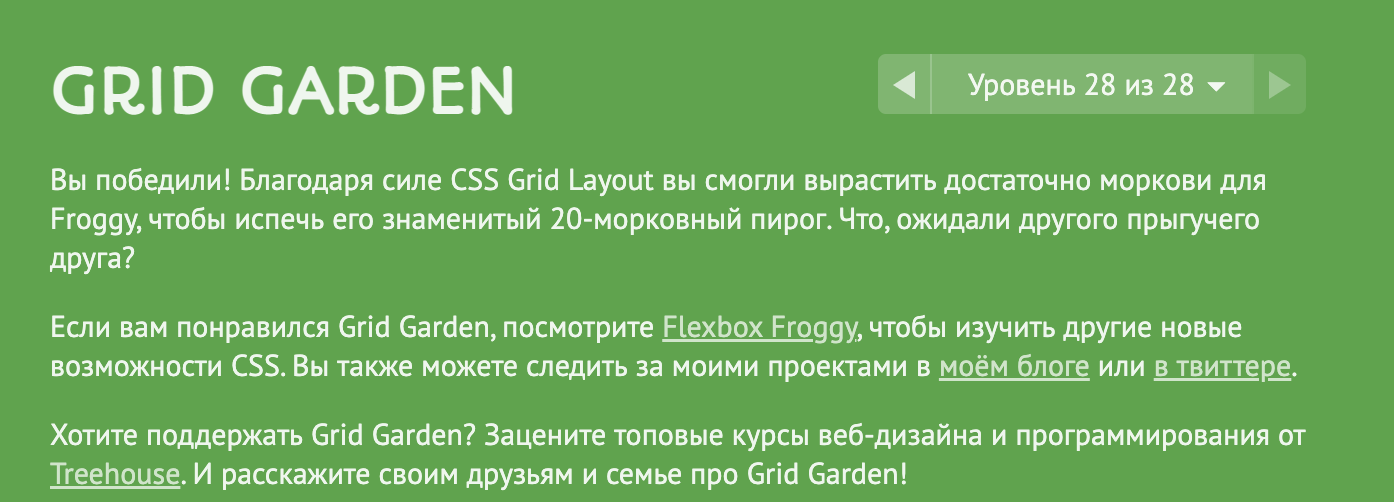 GRID GARDEN
Уровень 28 из 28
Вы победили! Благодаря силе CSS Grid Layout вы смогли вырастить достаточно моркови для
Froggy, чтобы испечь его знаменитый 20-морковный пирог. Что, ожидали другого прыгучего
друга?
Если вам понравился Grid Garden, посмотрите Flexbox Froggy, чтобы изучить другие новые
возможности CSS. Вы также можете следить за моими проектами в моём блоге или в твиттере.
Хотите поддержать Grid Garden? Зацените топовые курсы веб-дизайна и программирования от
Treehouse. И расскажите своим друзьям и семье про Grid Garden!